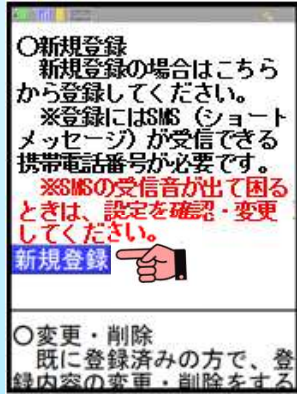 〇新規登録
新規登録の場合はこちら
から登録してください。
※登録にはSMS（ショート
メッセージ）が受信できる
携帯電話番号が必要です。
※SMSの受信音が出て困る
ときは、設定を確認・変更
してください。
新規登録
〇変更・削除
既に登録済みの方で、登
録内容の変更・削除をする